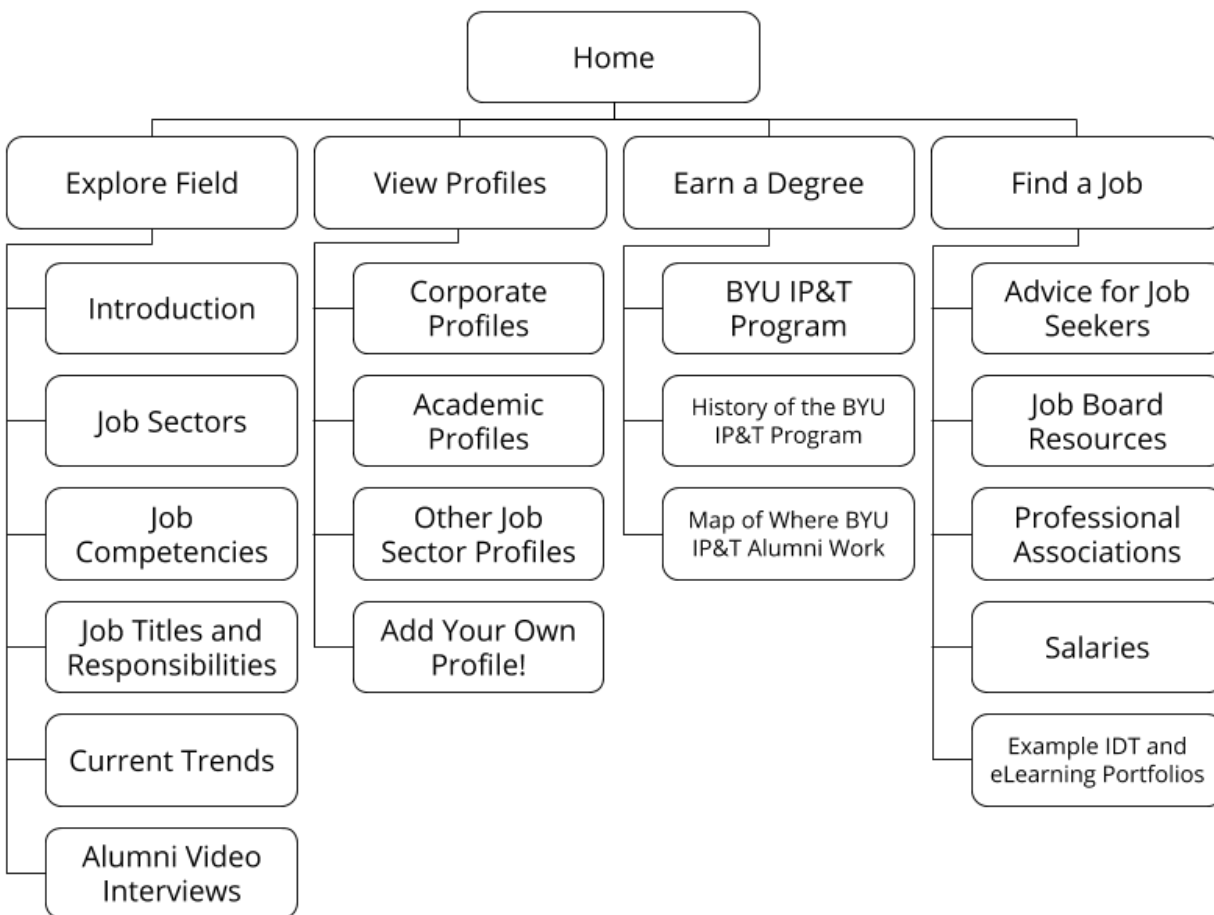 Home
Explore Field
Introduction
Job Sectors
Job
Competencies
Job Titles and
Responsibilities
Current Trends
Alumni Video
Interviews
View Profiles
Corporate
Profiles
Academic
Profiles
Other Job
Sector Profiles
Add Your Own
Profile!
Earn a Degree
BYU IP&T
Program
History of the BYU
IP&T Program
Map of Where BYU
IP&T Alumni Work
Find a Job
Advice for Job
Seekers
Job Board
Resources
Professional
Associations
Salaries
Example IDT and
eLearning Portfolios